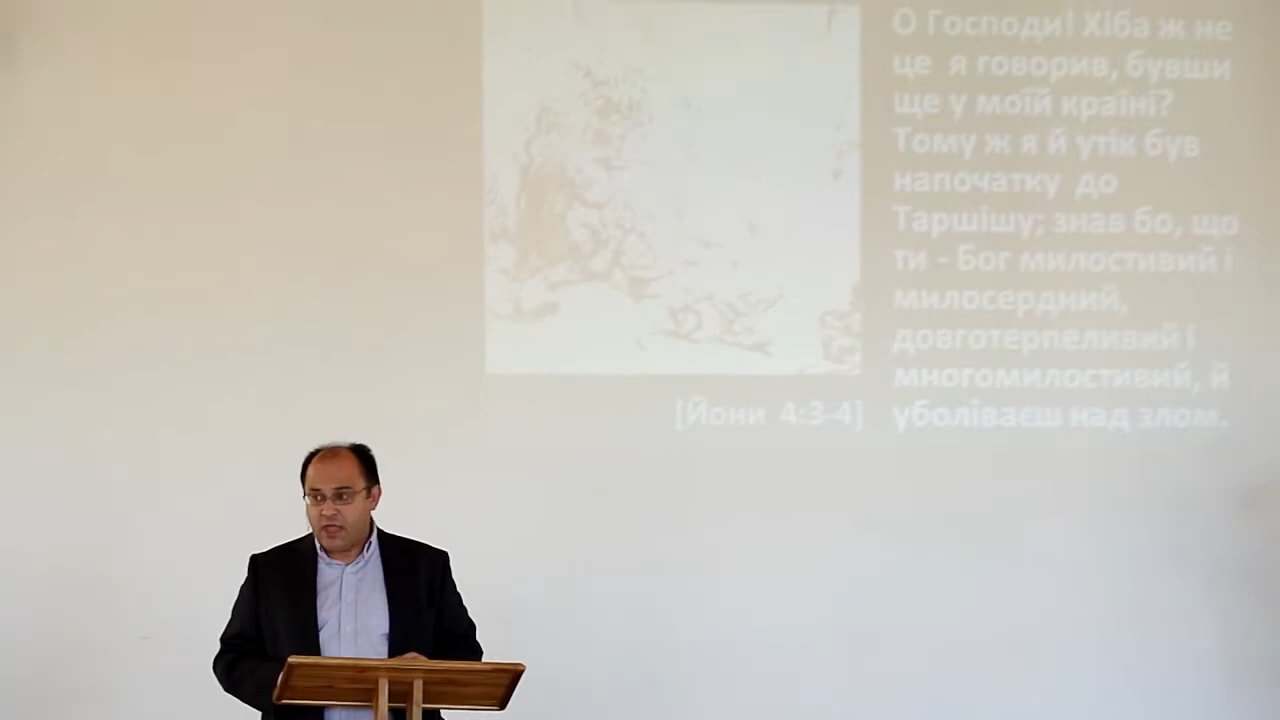 О Господи! Хіба ж не
це я говорив, бувши
ще у моїй країні?
Тому ж я й утік був
напочатку до
Таршішу; знав бо, що
ти - Бог милостивий і
милосердний,
довготерпеливий і
многомилостивий, й
уболіваєш над злом.
[Йони 4:3-4]